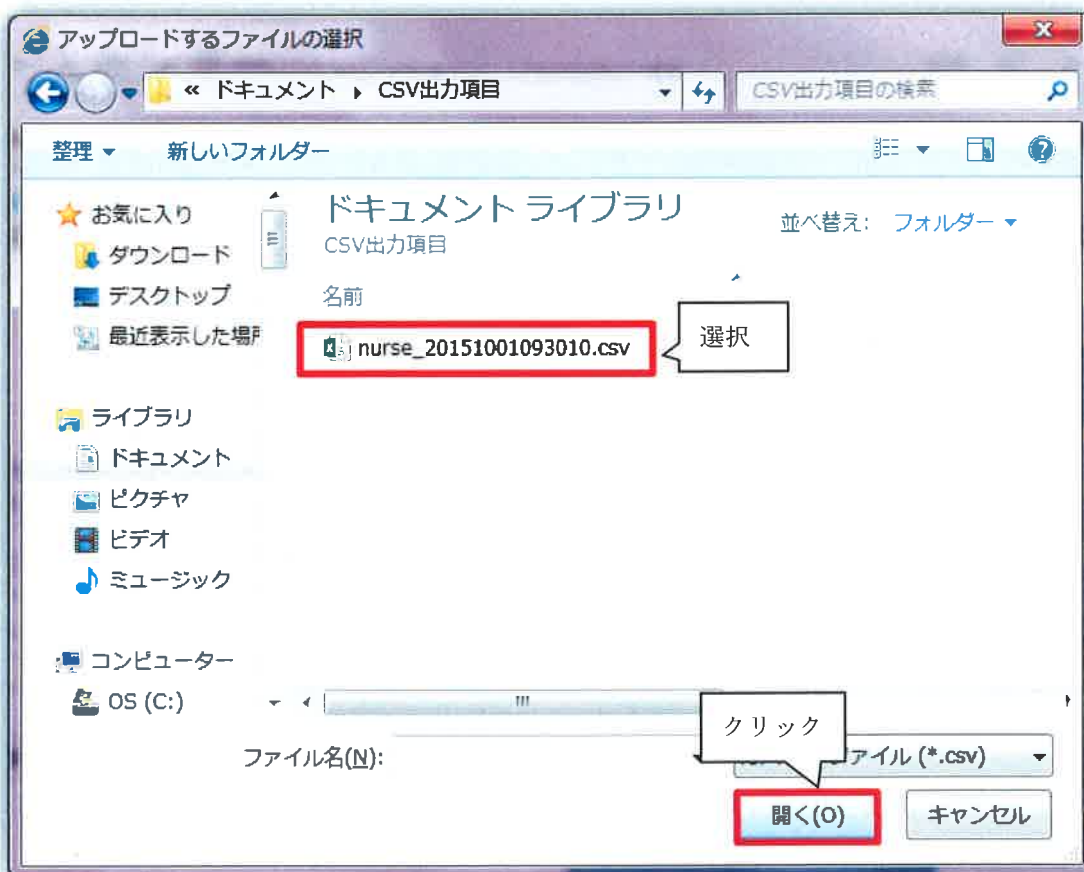 アップロードするファイルの選択
« ドキュメント ▸ CSV出力項目
CSV出力項目の検索
整理 ▼ 新しいフォルダー
お気に入り
ダウンロード
デスクトップ
最近表示した場所
ライブラリ
ドキュメント
ピクチャ
ビデオ
ミュージック
コンピューター
OS (C:)
ドキュメント ライブラリ
CSV出力項目
並べ替え: フォルダー ▼
名前
nurse_20151001093010.csv
選択
クリック
ファイル名(N):
ァイル (*.csv)
開く(O)
キャンセル